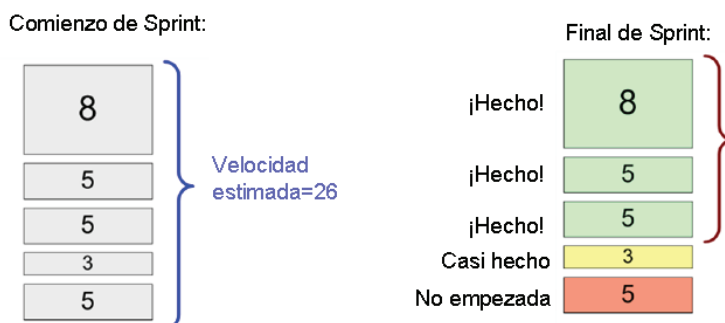 Comienzo de Sprint:
8
5
5
3
5
Velocidad
estimada=26
Final de Sprint:
¡Hecho!
8
¡Hecho!
5
¡Hecho!
5
Casi hecho
3
No empezada
5